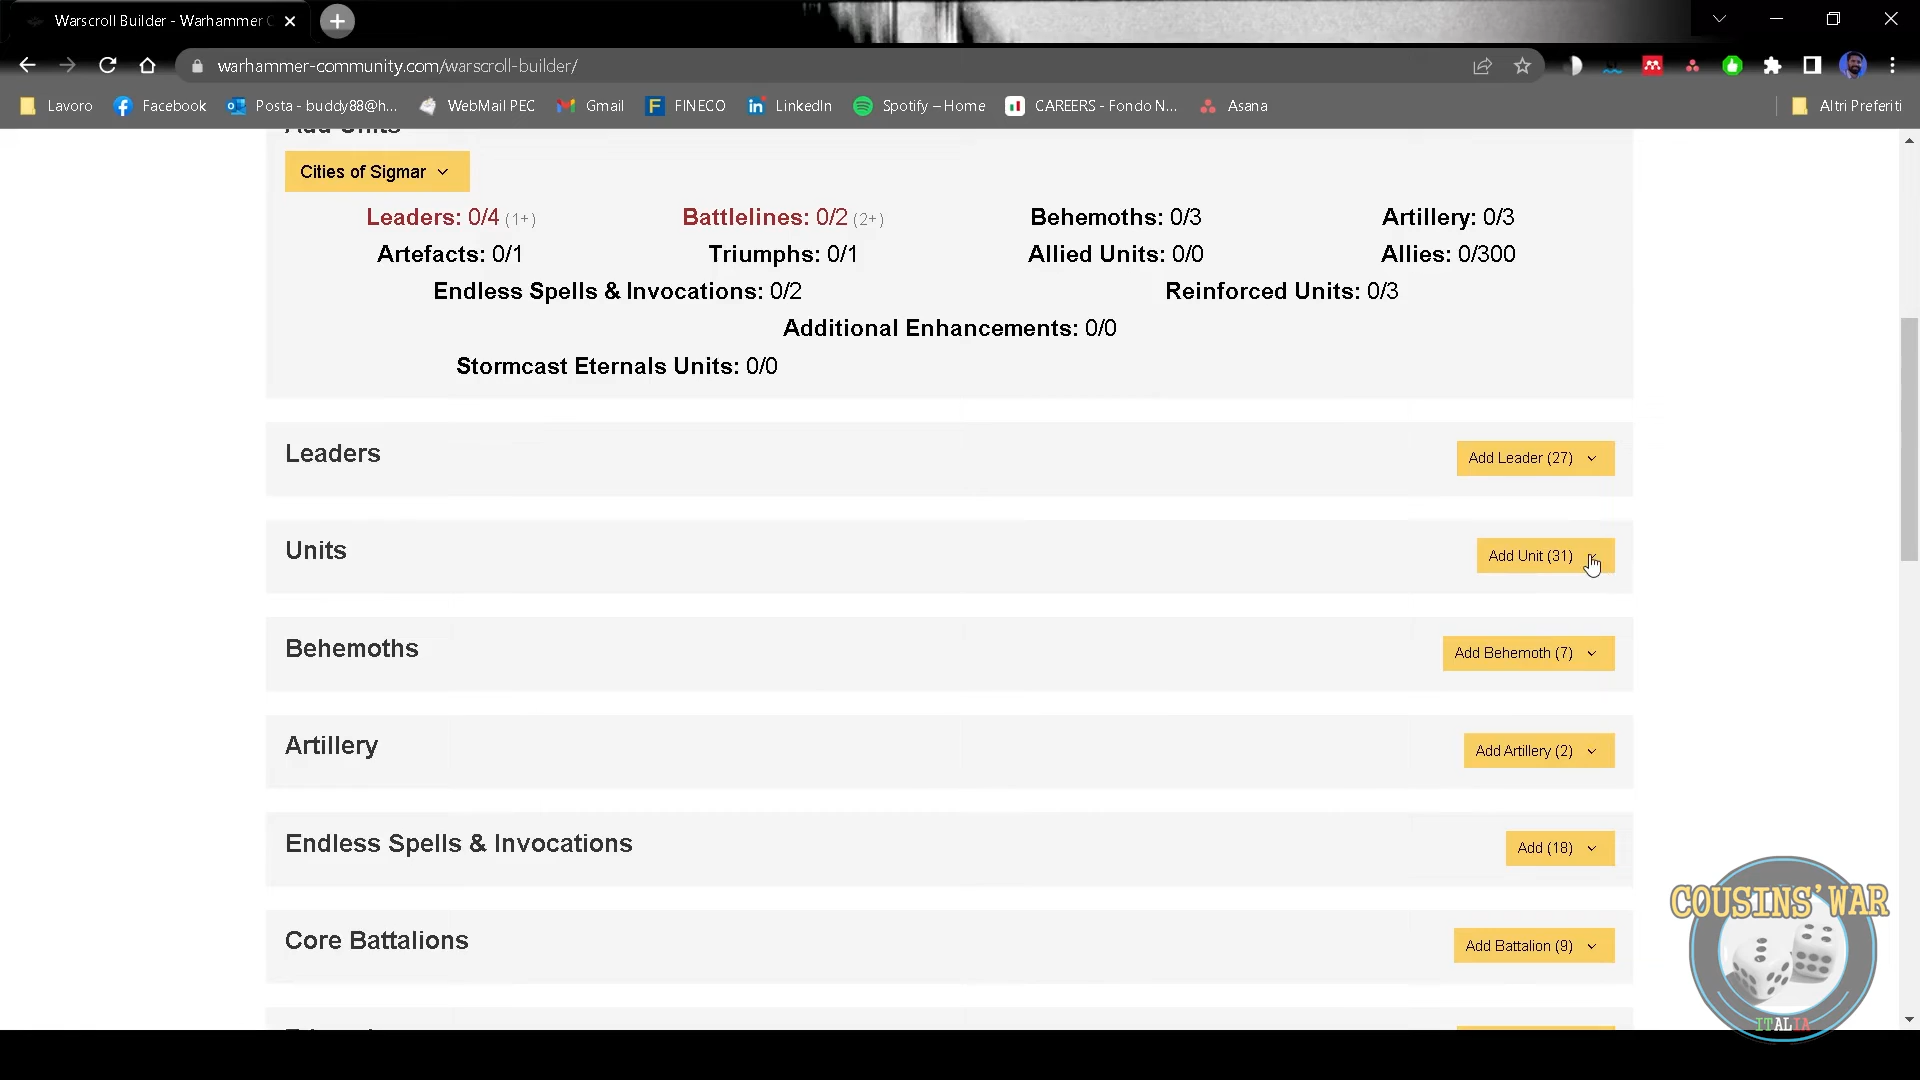 Warscroll Builder - Warhammer C
warhammer-community.com/warscroll-builder/
Lavoro Facebook Posta - buddy88@h... WebMail PEC Gmail FINECO LinkedIn Spotify – Home CAREERS - Fondo N... Asana Altri Preferiti
Add Units
Cities of Sigmar
Leaders: 0/4 (1+) Battlelines: 0/2 (2+) Behemoths: 0/3 Artillery: 0/3
Artefacts: 0/1 Triumphs: 0/1 Allied Units: 0/0 Allies: 0/300
Endless Spells & Invocations: 0/2 Reinforced Units: 0/3
Additional Enhancements: 0/0
Stormcast Eternals Units: 0/0
Leaders Add Leader (27)
Units Add Unit (31)
Behemoths Add Behemoth (7)
Artillery Add Artillery (2)
Endless Spells & Invocations Add (18)
Core Battalions Add Battalion (9)
COUSINS' WAR
ITALIA